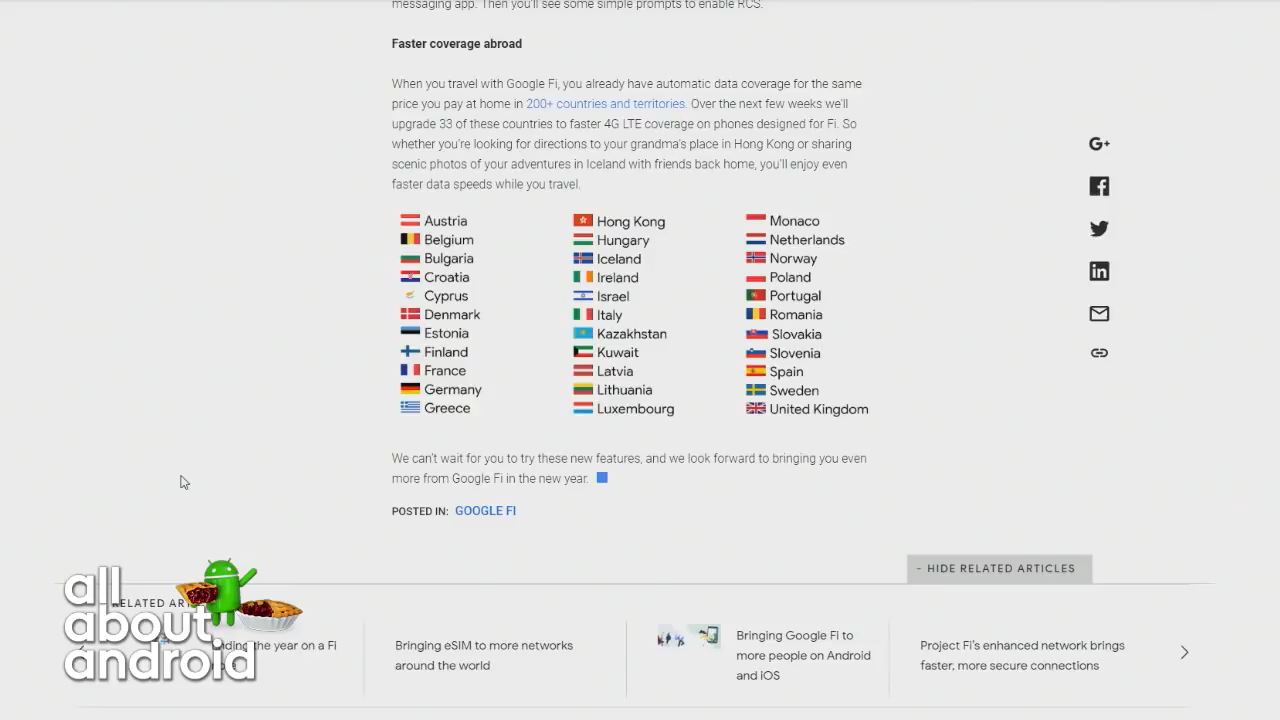 messaging app. Then you'll see some simple prompts to enable RCS.
Faster coverage abroad
When you travel with Google Fi, you already have automatic data coverage for the same
price you pay at home in 200+ countries and territories. Over the next few weeks we'll
upgrade 33 of these countries to faster 4G LTE coverage on phones designed for Fi. So
whether you're looking for directions to your grandma's place in Hong Kong or sharing
scenic photos of your adventures in Iceland with friends back home, you'll enjoy even
faster data speeds while you travel.
Austria
Belgium
Bulgaria
Croatia
Cyprus
Denmark
Estonia
Finland
France
Germany
Greece
Hong Kong
Hungary
Iceland
Ireland
Israel
Italy
Kazakhstan
Kuwait
Latvia
Lithuania
Luxembourg
Monaco
Netherlands
Norway
Poland
Portugal
Romania
Slovakia
Slovenia
Spain
Sweden
United Kingdom
We can't wait for you to try these new features, and we look forward to bringing you even
more from Google Fi in the new year.
POSTED IN: GOOGLE FI
- HIDE RELATED ARTICLES
RELATED
the year on a Fi
Bringing eSIM to more networks
around the world
Bringing Google Fi to
more people on Android
and iOS
Project Fi's enhanced network brings
faster, more secure connections
all
about
android
G+
in